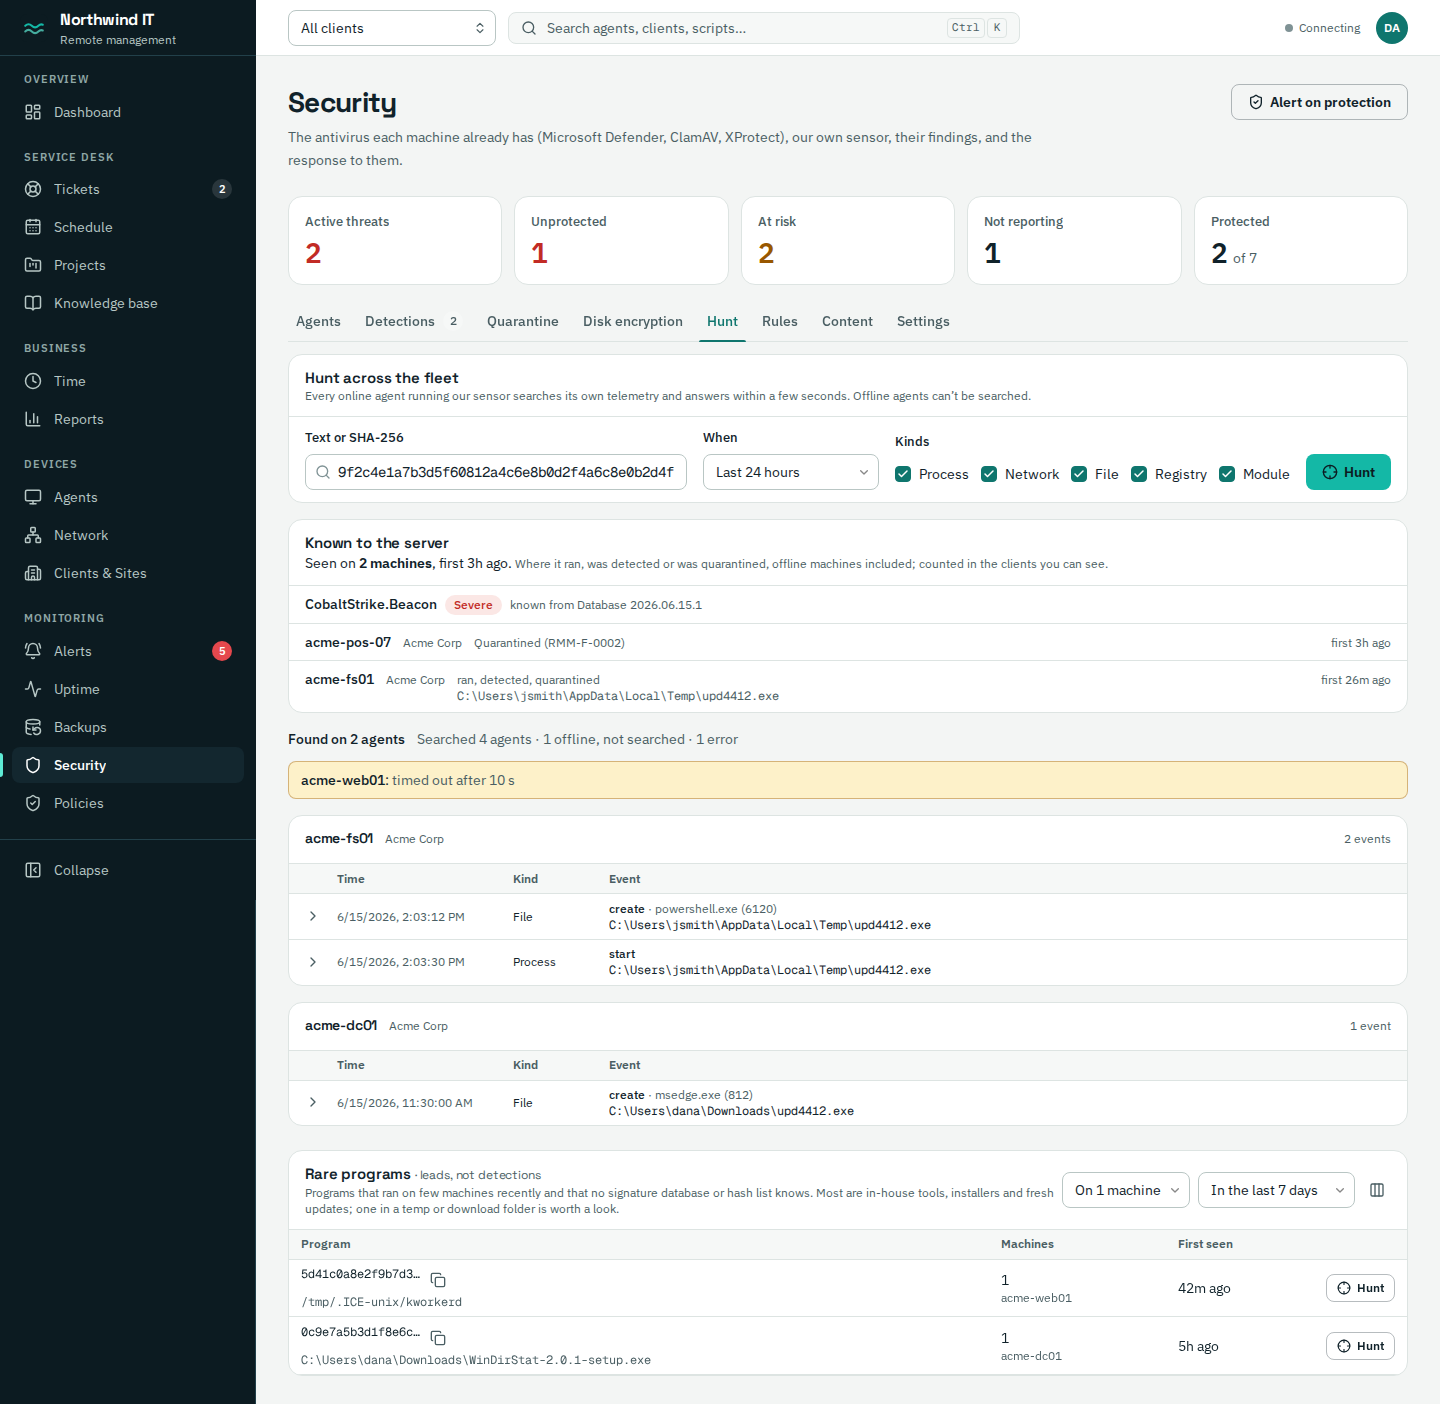 Northwind IT
Remote management
All clients
Search agents, clients, scripts...
Ctrl K
Connecting
DA
OVERVIEW
Dashboard
SERVICE DESK
Tickets 2
Schedule
Projects
Knowledge base
BUSINESS
Time
Reports
DEVICES
Agents
Network
Clients & Sites
MONITORING
Alerts 5
Uptime
Backups
Security
Policies
Collapse
Security
Alert on protection
The antivirus each machine already has (Microsoft Defender, ClamAV, XProtect), our own sensor, their findings, and the
response to them.
Active threats
2
Unprotected
1
At risk
2
Not reporting
1
Protected
2 of 7
Agents Detections 2 Quarantine Disk encryption Hunt Rules Content Settings
Hunt across the fleet
Every online agent running our sensor searches its own telemetry and answers within a few seconds. Offline agents can't be searched.
Text or SHA-256
When
Kinds
9f2c4e1a7b3d5f60812a4c6e8b0d2f4a6c8e0b2d4f
Last 24 hours
Process Network File Registry Module
Hunt
Known to the server
Seen on 2 machines, first 3h ago. Where it ran, was detected or was quarantined, offline machines included; counted in the clients you can see.
CobaltStrike.Beacon Severe known from Database 2026.06.15.1
acme-pos-07 Acme Corp Quarantined (RMM-F-0002) first 3h ago
acme-fs01 Acme Corp ran, detected, quarantined first 26m ago
C:\Users\jsmith\AppData\Local\Temp\upd4412.exe
Found on 2 agents Searched 4 agents · 1 offline, not searched · 1 error
acme-web01: timed out after 10 s
acme-fs01 Acme Corp 2 events
Time Kind Event
6/15/2026, 2:03:12 PM File create · powershell.exe (6120)
C:\Users\jsmith\AppData\Local\Temp\upd4412.exe
6/15/2026, 2:03:30 PM Process start
C:\Users\jsmith\AppData\Local\Temp\upd4412.exe
acme-dc01 Acme Corp 1 event
Time Kind Event
6/15/2026, 11:30:00 AM File create · msedge.exe (812)
C:\Users\dana\Downloads\upd4412.exe
Rare programs · leads, not detections
Programs that ran on few machines recently and that no signature database or hash list knows. Most are in-house tools, installers and fresh
updates; one in a temp or download folder is worth a look.
On 1 machine
In the last 7 days
Program Machines First seen
5d41c0a8e2f9b7d3…
/tmp/.ICE-unix/kworkerd
1
acme-web01
42m ago
Hunt
0c9e7a5b3d1f8e6c…
C:\Users\dana\Downloads\WinDirStat-2.0.1-setup.exe
1
acme-dc01
5h ago
Hunt